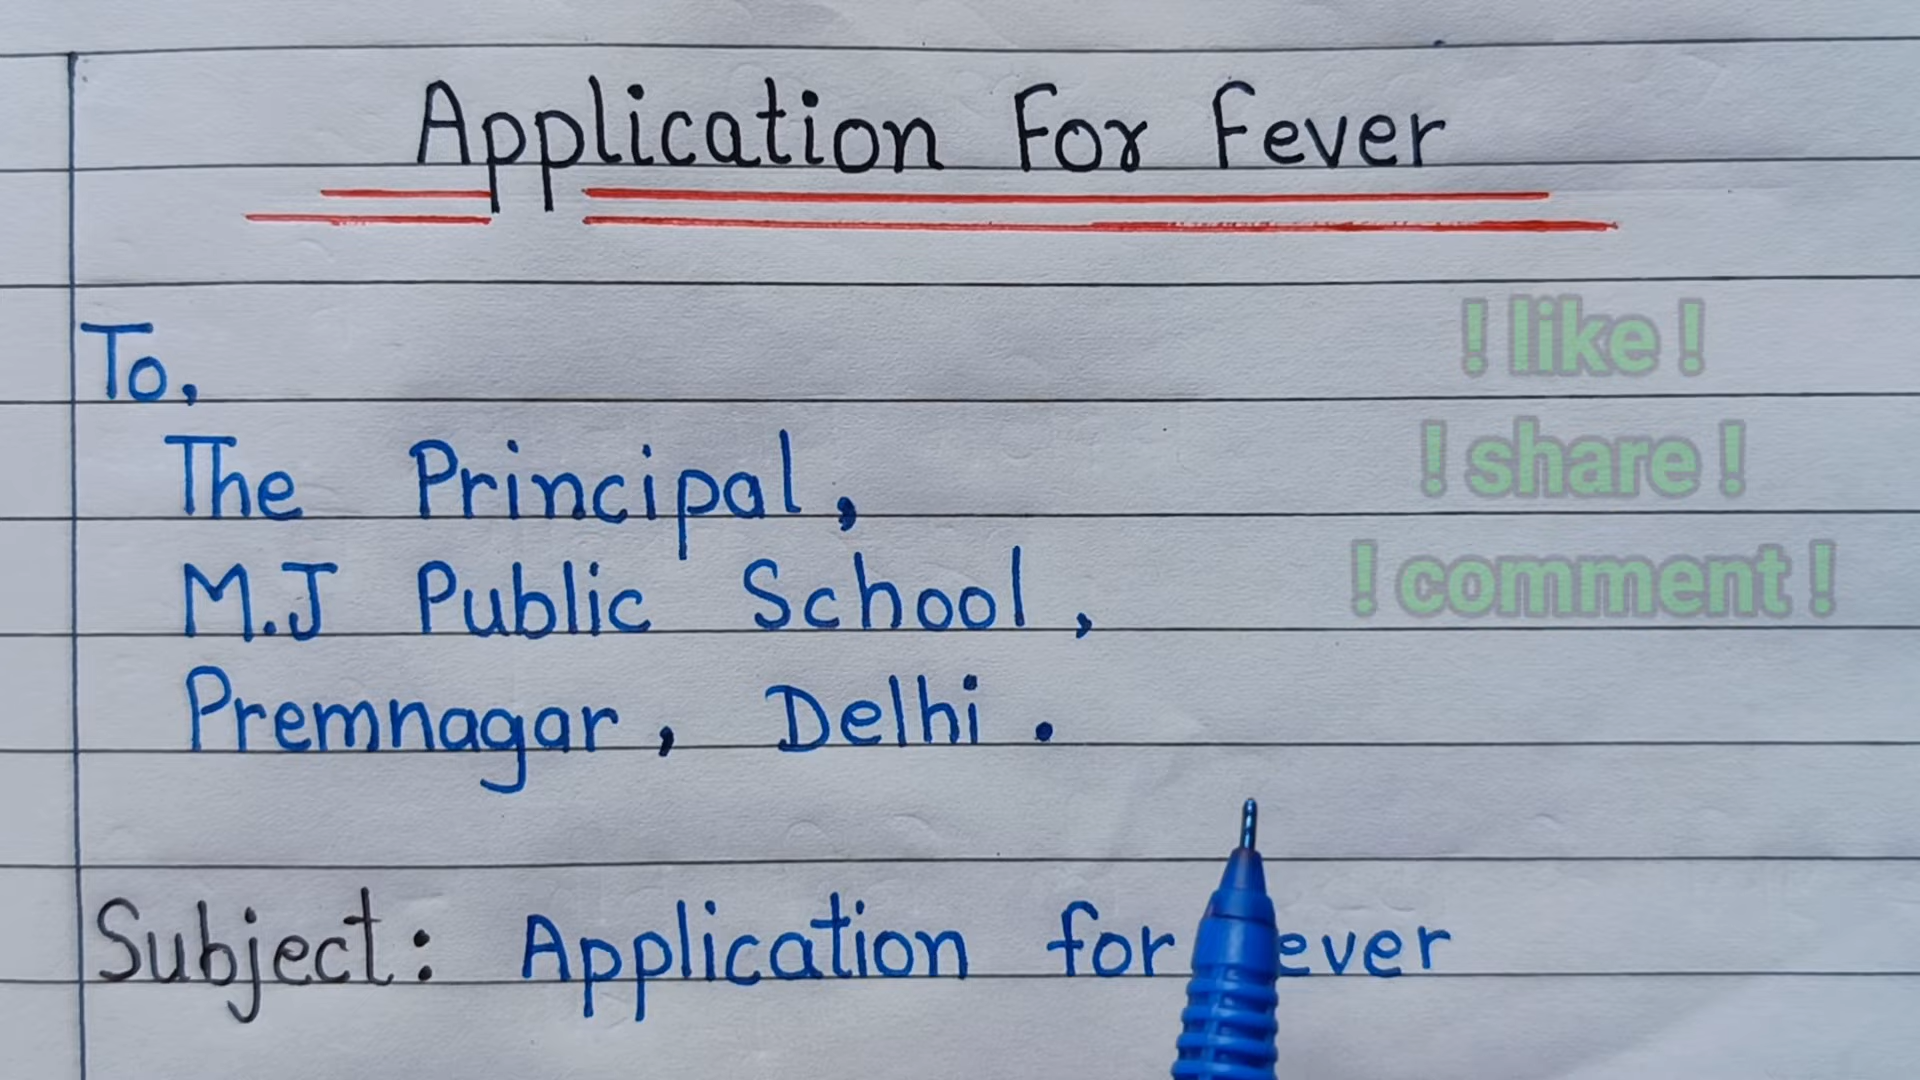 Application For Fever
To,
! like !
The Principal,
! share !
M.J Public School,
! comment !
Premnagar, Delhi.
Subject: Application for ever